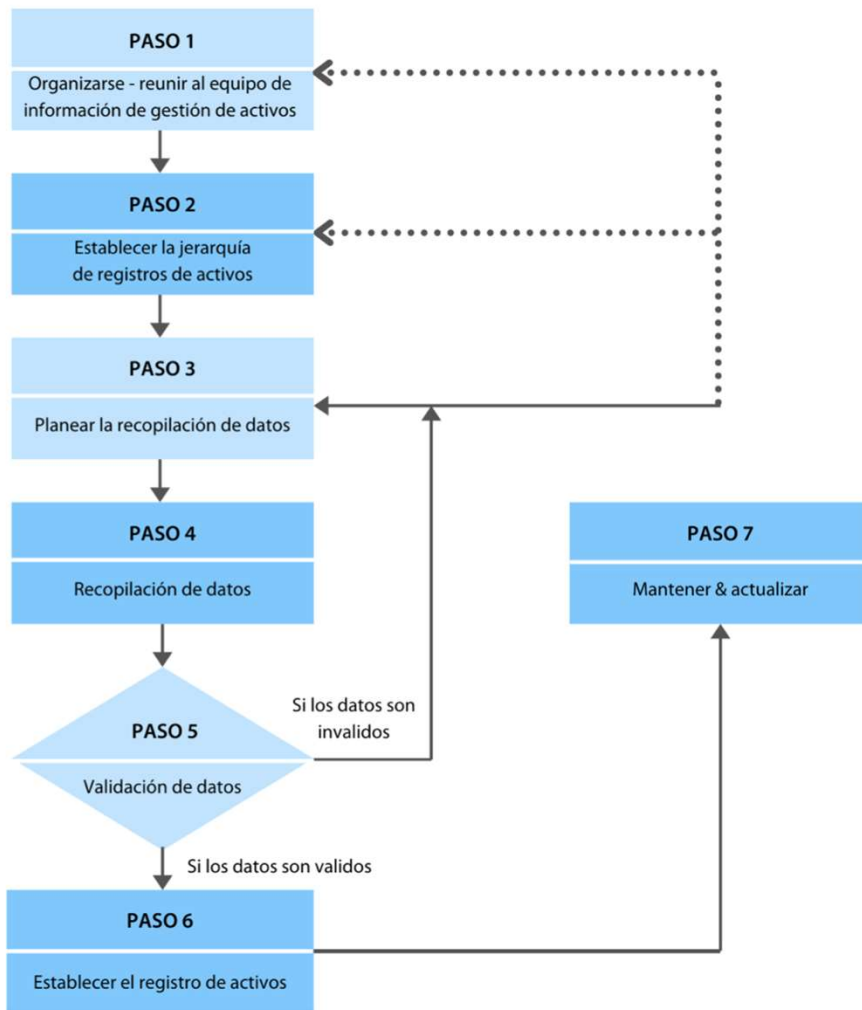 PASO 1
Organizarse - reunir al equipo de
información de gestión de activos
PASO 2
Establecer la jerarquía
de registros de activos
PASO 3
Planear la recopilación de datos
PASO 4
Recopilación de datos
PASO 7
Mantener & actualizar
Si los datos son
invalidos
PASO 5
Validación de datos
Si los datos son validos
PASO 6
Establecer el registro de activos